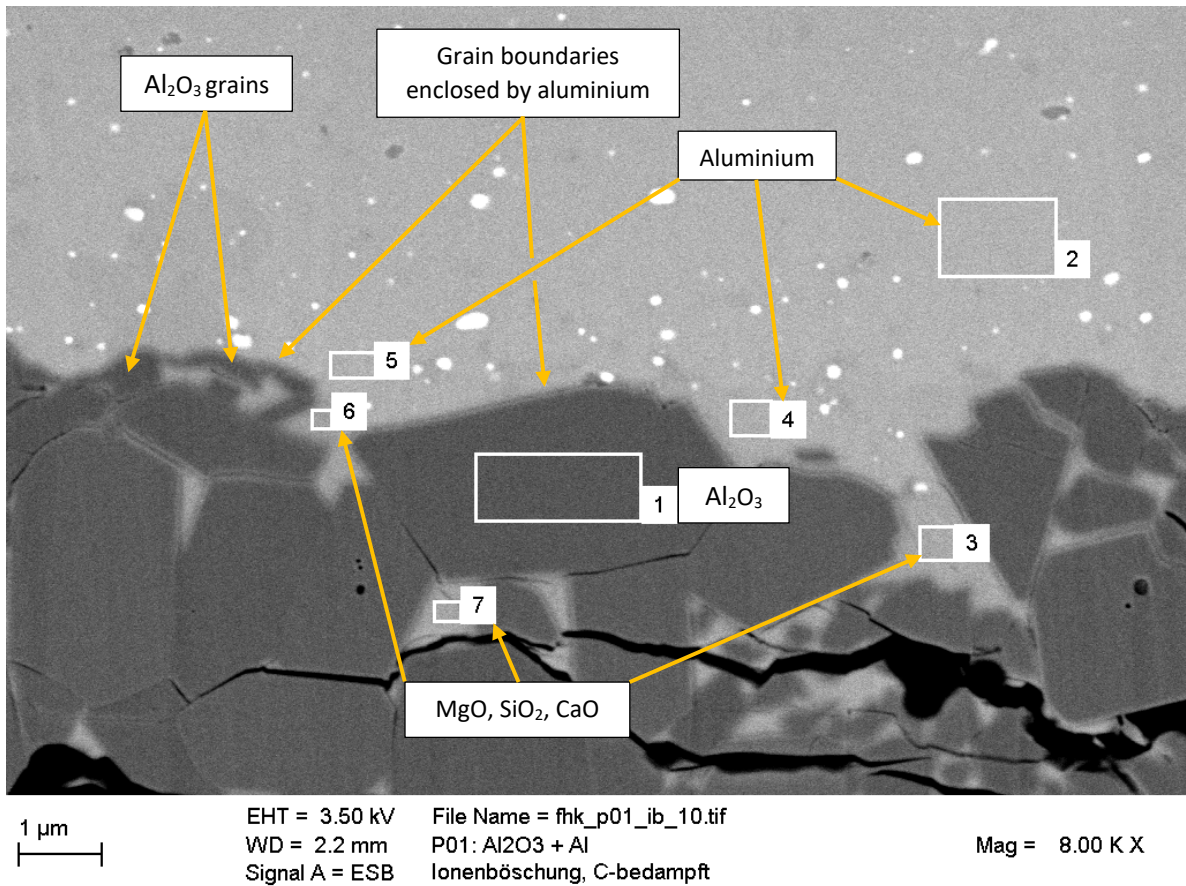 Al₂O₃ grains
Grain boundaries
enclosed by aluminium
Aluminium
2
5
6
4
1
Al₂O₃
3
7
MgO, SiO₂, CaO
1 µm
EHT = 3.50 kV
WD = 2.2 mm
Signal A = ESB
File Name = fhk_p01_ib_10.tif
P01: Al2O3 + Al
Ionenböschung, C-bedampft
Mag = 8.00 K X